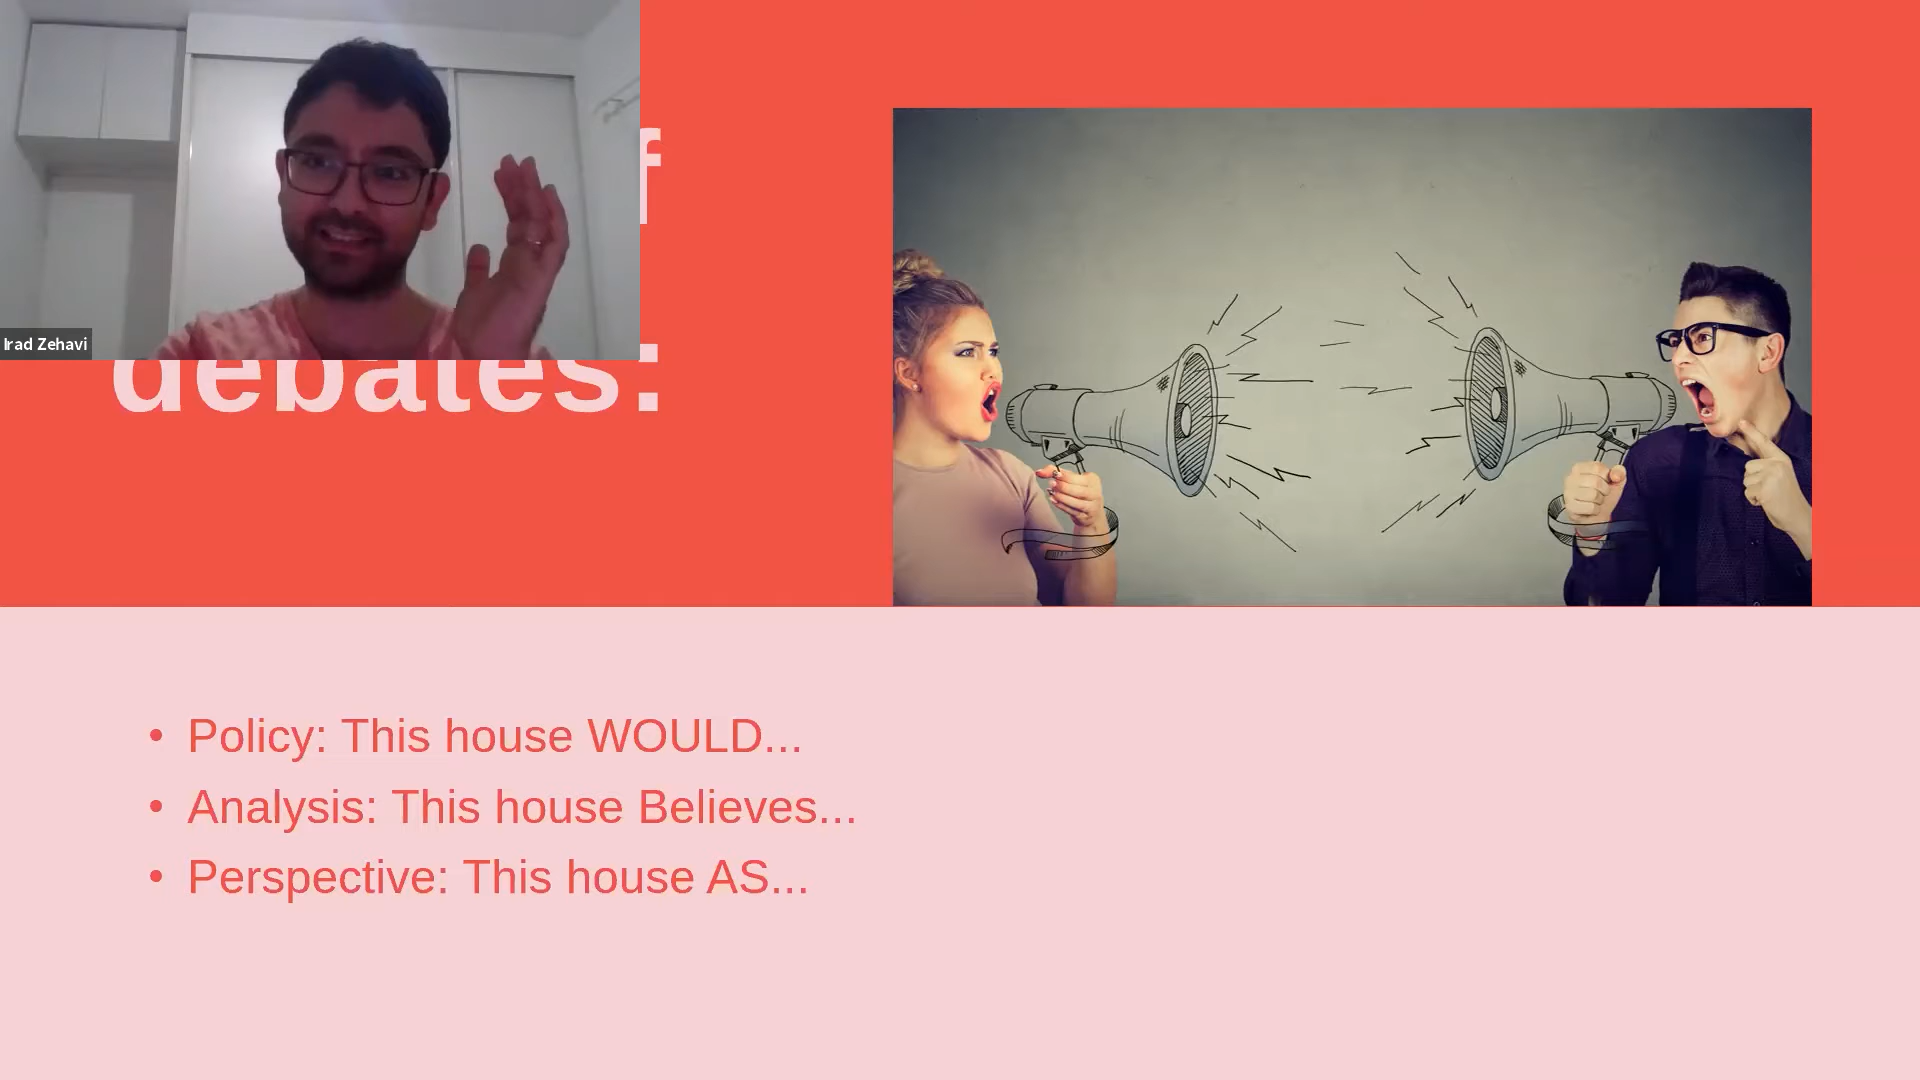 Irad Zehavi
debates:
• Policy: This house WOULD...
• Analysis: This house Believes...
• Perspective: This house AS...